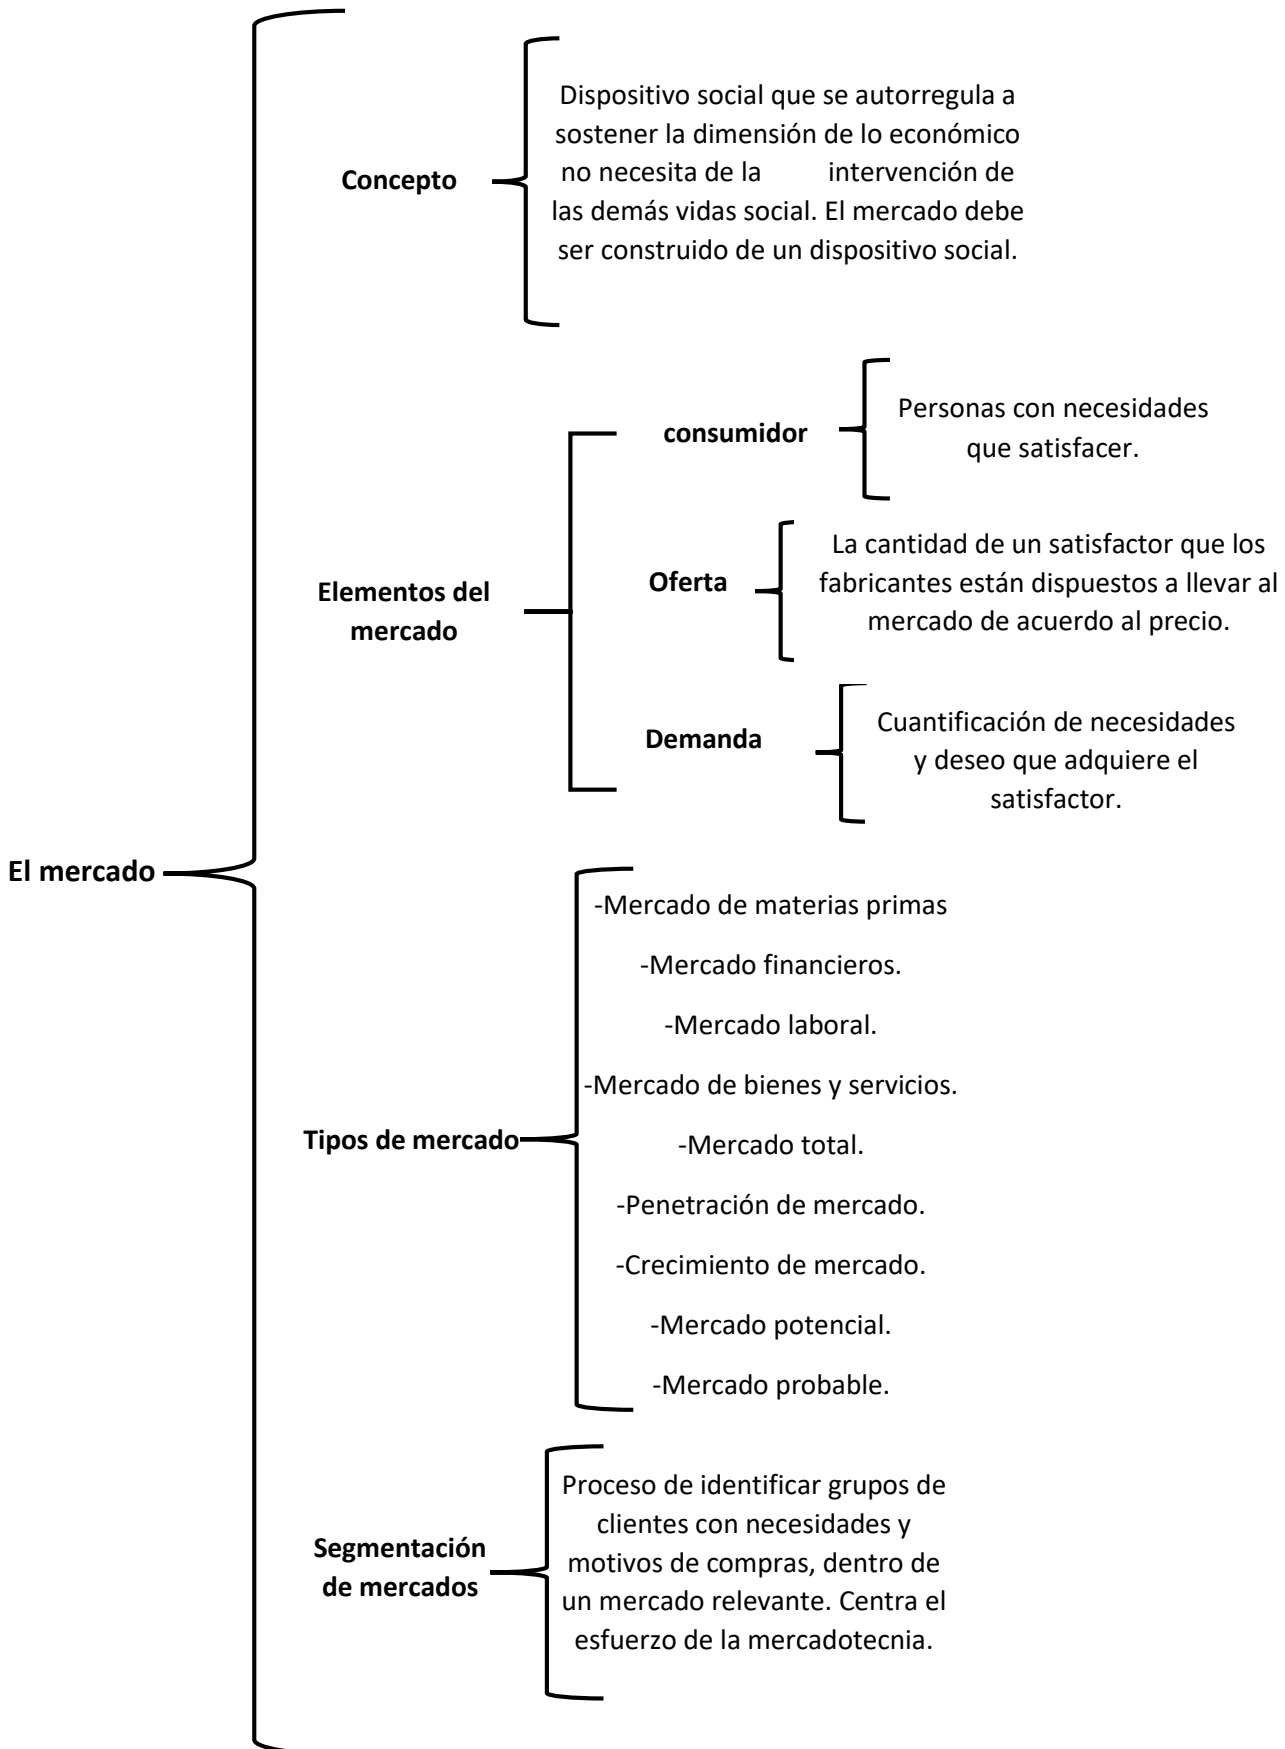 El mercado
Concepto
Dispositivo social que se autorregula a
sostener la dimensión de lo económico
no necesita de la intervención de
las demás vidas social. El mercado debe
ser construido de un dispositivo social.
Elementos del
mercado
consumidor
Personas con necesidades
que satisfacer.
Oferta
La cantidad de un satisfactor que los
fabricantes están dispuestos a llevar al
mercado de acuerdo al precio.
Demanda
Cuantificación de necesidades
y deseo que adquiere el
satisfactor.
Tipos de mercado
-Mercado de materias primas
-Mercado financieros.
-Mercado laboral.
-Mercado de bienes y servicios.
-Mercado total.
-Penetración de mercado.
-Crecimiento de mercado.
-Mercado potencial.
-Mercado probable.
Segmentación
de mercados
Proceso de identificar grupos de
clientes con necesidades y
motivos de compras, dentro de
un mercado relevante. Centra el
esfuerzo de la mercadotecnia.